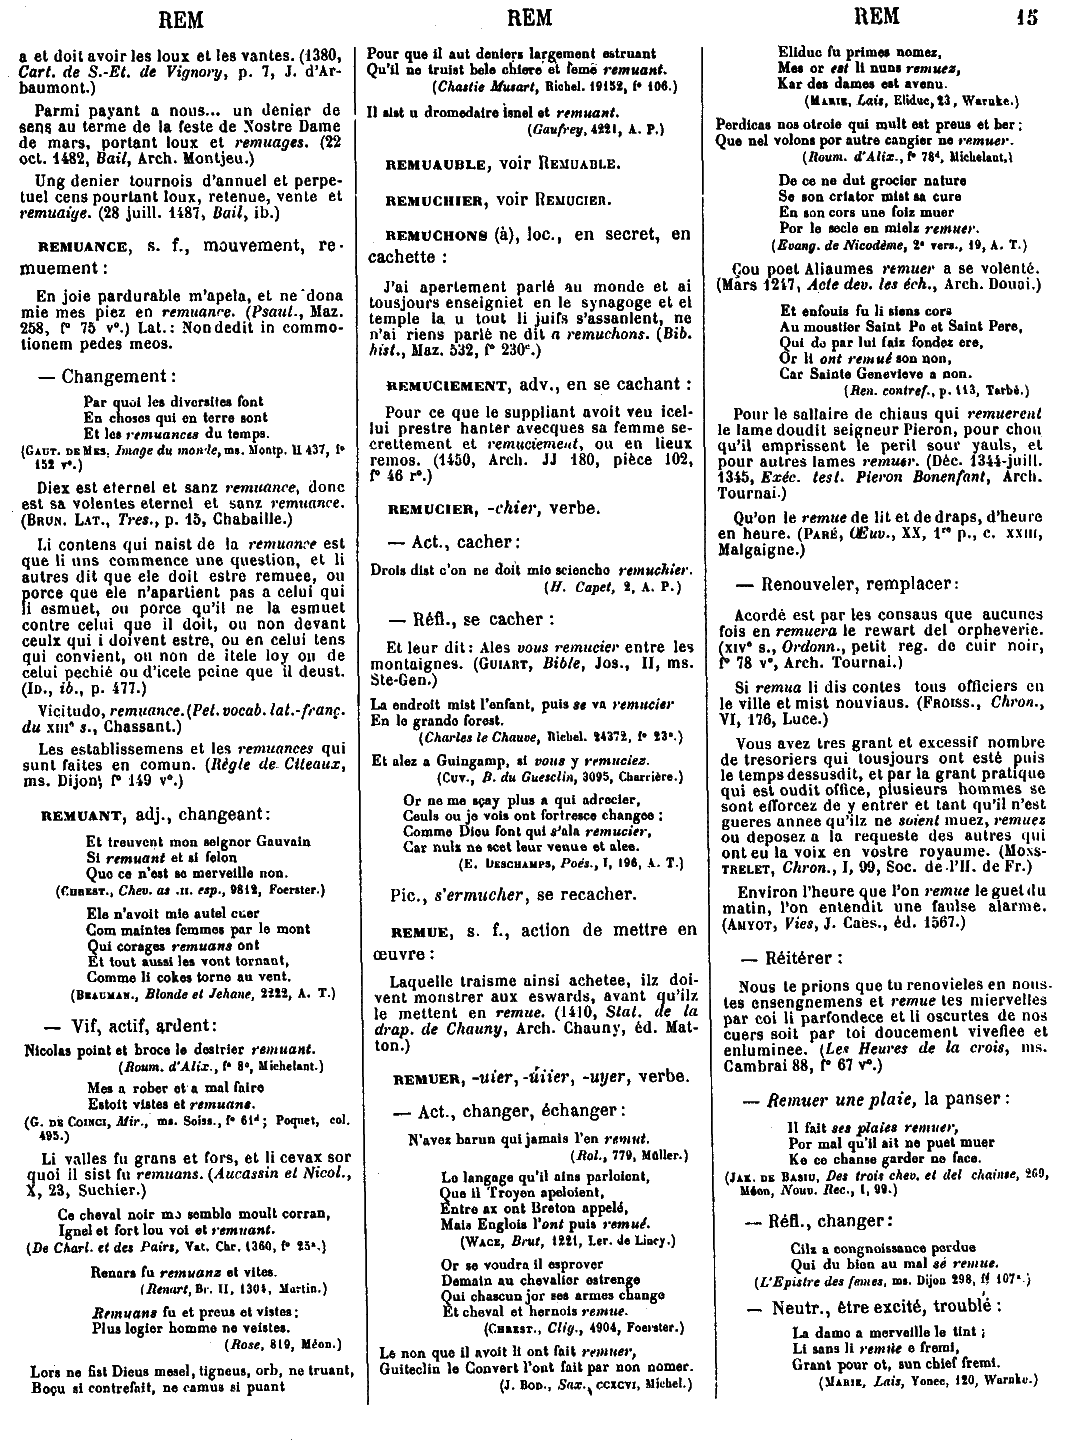 REM
REM
REM
15
a et doit avoir les loux et les vantes. (1380,
Cart. de S.-Et. de Vignory, p. 7, J. d'Ar-
baumont.)
Parmi payant a nous... un denier de
sens au terme de la feste de Nostre Dame
de mars, portant loux et remuages. (22
oct. 1482, Bail, Arch. Montjeu.)
Ung denier tournois d'annuel et perpe-
tuel cens pourtant loux, retenue, vente et
remuaige. (28 juill. 1487, Bail, ib.)
REMUANCE, s. f., mouvement, re-
muement :
En joie pardurable m'apela, et ne dona
mie mes piez en remuance. (Psaul., Maz.
258, f° 75 v°.) Lat. : Non dedit in commo-
tionem pedes meos.
— Changement :
Par quoi les diversites font
En choses qui en terre sont
Et les remuances du temps.
(GAUT. DE MES, Image du monde, ms. Montp. H 437, f°
152 v°.)
Diex est eternel et sanz remuance, donc
est sa volentes eternel et sanz remuance.
(BRUN. LAT., Tres., p. 15, Chabaille.)
Li contens qui naist de la remuance est
que li uns commence une question, et li
autres dit que ele doit estre remuee, ou
porce que ele n'apartient pas a celui qui
li esmuet, ou porce qu'il ne la esmuet
contre celui que il doit, ou non devant
ceulx qui i doivent estre, ou en celui tens
qui convient, ou non de itele loy ou de
celui pechié ou d'icele peine que il deust.
(ID., ib., p. 477.)
Vicitudo, remuance. (Pet. vocab. lat.-franç.
du XIIIe s., Chassant.)
Les establissemens et les remuances qui
sunt faites en comun. (Règle de Citeaux,
ms. Dijon, f° 149 v°.)
REMUANT, adj., changeant :
Et treuvent mon seignor Gauvain
Si remuant et si felon
Que ce n'est se merveille non.
(CHREST., Chev. as .II. esp., 9812, Foerster.)
Ele n'avoit mie autel cuer
Com maintes femmes par le mont
Qui corages remuans ont
Et tout aussi les vont tornant,
Comme li cokes torne au vent.
(BEAUMAN., Blonde et Jehane, 2222, A. T.)
— Vif, actif, ardent :
Nicolas point et broce le destrier remuant.
(Roum. d'Alix., f° 8a, Michelant.)
Mes a rober et a mal faire
Estoit vistes et remuans.
(G. DE COINCI, Mir., ms. Soiss., f° 61d ; Poquet, col.
495.)
Li valles fu grans et fors, et li cevax sor
quoi il sist fu remuans. (Aucassin et Nicol.,
X, 23, Suchier.)
Ce cheval noir me semble moult corran,
Ignel et fort lou voi et remuant.
(De Charl. et des Pairs, Vat. Chr. 1360, f° 25a.)
Renars fu remuanz et vites.
(Renart, Br. II, 1304, Martin.)
Remuans fu et preus et vistes ;
Plus legier homme ne veistes.
(Rose, 819, Méon.)
Lors ne fist Dieus mesel, tigneus, orb, ne truant,
Boçu si contrefait, ne camus si puant
Pour que il aut deniers largement estruant
Qu'il ne truist bele chiere et feme remuant.
(Chastie Musart, Richel. 19152, f° 106.)
Il sist u dromedaire isnel et remuant.
(Gaufrey, 4221, A. P.)
REMUAUBLE, voir REMUABLE.
REMUCHIER, voir REMUCIER.
REMUCHONS (à), loc., en secret, en
cachette :
J'ai apertement parlé au monde et ai
tousjours enseigniet en le synagoge et el
temple la u tout li juifs s'assanlent, ne
n'ai riens parlé ne dit a remuchons. (Bib.
hist., Maz. 532, f° 230c.)
REMUCIEMENT, adv., en se cachant :
Pour ce que le suppliant avoit veu icel-
lui prestre hanter avecques sa femme se-
crettement et remuciement, ou en lieux
remos. (1450, Arch. JJ 180, pièce 102,
f° 46 r°.)
REMUCIER, -chier, verbe.
— Act., cacher :
Drois dist c'on ne doit mie sciencho remuchier.
(H. Capet, 2, A. P.)
— Réfl., se cacher :
Et leur dit : Ales vous remucier entre les
montaignes. (GUIART, Bible, Jos., II, ms.
Ste-Gen.)
La endroit mist l'enfant, puis se va remucier
En le grande forest.
(Charles le Chauve, Richel. 24372, f° 23a.)
Et alez a Guingamp, si vous y remuciez.
(CUV., B. du Guesclin, 3095, Charrière.)
Or ne me sçay plus a qui adrecier,
Ceuls ou je vois ont fortresce changee ;
Comme Dieu font qui s'ala remucier,
Car nulz ne scet leur venue et alee.
(E. DESCHAMPS, Poés., I, 196, A. T.)
Pic., s'ermucher, se recacher.
REMUE, s. f., action de mettre en
œuvre :
Laquelle traisme ainsi achetee, ilz doi-
vent monstrer aux eswards, avant qu'ilz
le mettent en remue. (1410, Stat. de la
drap. de Chauny, Arch. Chauny, éd. Mat-
ton.)
REMUER, -uier, -üiier, -uyer, verbe.
— Act., changer, échanger :
N'avez barun qui jamais l'en remut.
(Rol., 779, Müller.)
Lo langage qu'il ains parloient,
Que il Troyen apeloient,
Entre ax ont Breton appelé,
Mais Englois l'ont puis remué.
(WACE, Brut, 1221, Ler. de Lincy.)
Or se voudra il esprover
Demain au chevalier estrenge
Qui chascun jor ses armes change
Et cheval et hernois remue.
(CHREST., Clig., 4904, Foerster.)
Le non que il avoit li ont fait remuer,
Guiteclin le Convert l'ont fait par non nomer.
(J. BOD., Sax., CCXCVI, Michel.)
Eliduc fu primes nomez,
Mes or est li nuns remuez,
Kar des dames est avenu.
(MARIE, Lais, Eliduc, 23, Warnke.)
Perdicas nos otroie qui mult est preus et ber ;
Que nel volons por autre cangier ne remuer.
(Roum. d'Alix., f° 78d, Michelant.)
De ce ne dut grocier nature
Se son criator mist sa cure
En son cors une foiz muer
Por le secle en mielz remuer.
(Evang. de Nicodème, 2e vers., 19, A. T.)
Çou poet Aliaumes remuer a se volenté.
(Mars 1247, Acte dev. les éch., Arch. Douai.)
Et enfouis fu li siens cors
Au moustier Saint Po et Saint Pere,
Qui de par lui faiz fondez ere,
Or li ont remué son non,
Car Sainte Genevieve a non.
(Ren. contref., p. 113, Tarbé.)
Pour le sallaire de chiaus qui remuerent
le lame doudit seigneur Pieron, pour chou
qu'il emprissent le peril sour yauls, et
pour autres lames remuer. (Déc. 1344-juill.
1345, Exéc. test. Pieron Bonenfant, Arch.
Tournai.)
Qu'on le remue de lit et de draps, d'heure
en heure. (PARÉ, Œuv., XX, 1re p., c. XXIII,
Malgaigne.)
— Renouveler, remplacer :
Acordé est par les consaus que aucunes
fois en remuera le rewart del orpheverie.
(XIVe s., Ordonn., petit reg. de cuir noir,
f° 78 v°, Arch. Tournai.)
Si remua li dis contes tous officiers en
le ville et mist nouviaus. (FROISS., Chron.,
VI, 176, Luce.)
Vous avez tres grant et excessif nombre
de tresoriers qui tousjours ont esté puis
le temps dessusdit, et par la grant pratique
qui est oudit office, plusieurs hommes se
sont efforcez de y entrer et tant qu'il n'est
gueres annee qu'ilz ne soient muez, remuez
ou deposez a la requeste des autres qui
ont eu la voix en vostre royaume. (MONS-
TRELET, Chron., I, 99, Soc. de l'H. de Fr.)
Environ l'heure que l'on remue le guet du
matin, l'on entendit une faulse alarme.
(AMYOT, Vies, J. Caes., éd. 1567.)
— Réitérer :
Nous te prions que tu renovieles en nous.
tes ensengnemens et remue tes miervelles
par coi li parfondece et li oscurtes de nos
cuers soit par toi doucement vivefiee et
enluminee. (Les Heures de la crois, ms.
Cambrai 88, f° 67 v°.)
— Remuer une plaie, la panser :
Il fait ses plaies remuer,
Por mal qu'il ait ne puet muer
Ke ce chanse garder ne face.
(JAK. DE BASIU, Des trois chev. et del chainse, 269,
Méon, Nouv. Rec., I, 99.)
— Réfl., changer :
Cilz a congnoissance perdue
Qui du bien au mal se remue.
(L'Epistre des femes, ms. Dijon 298, f° 107a.)
— Neutr., être excité, troublé :
La dame a merveille le tint ;
Li sans li remue e fremi,
Grant pour ot, sun chief fremi.
(MARIE, Lais, Yonec, 120, Warnke.)